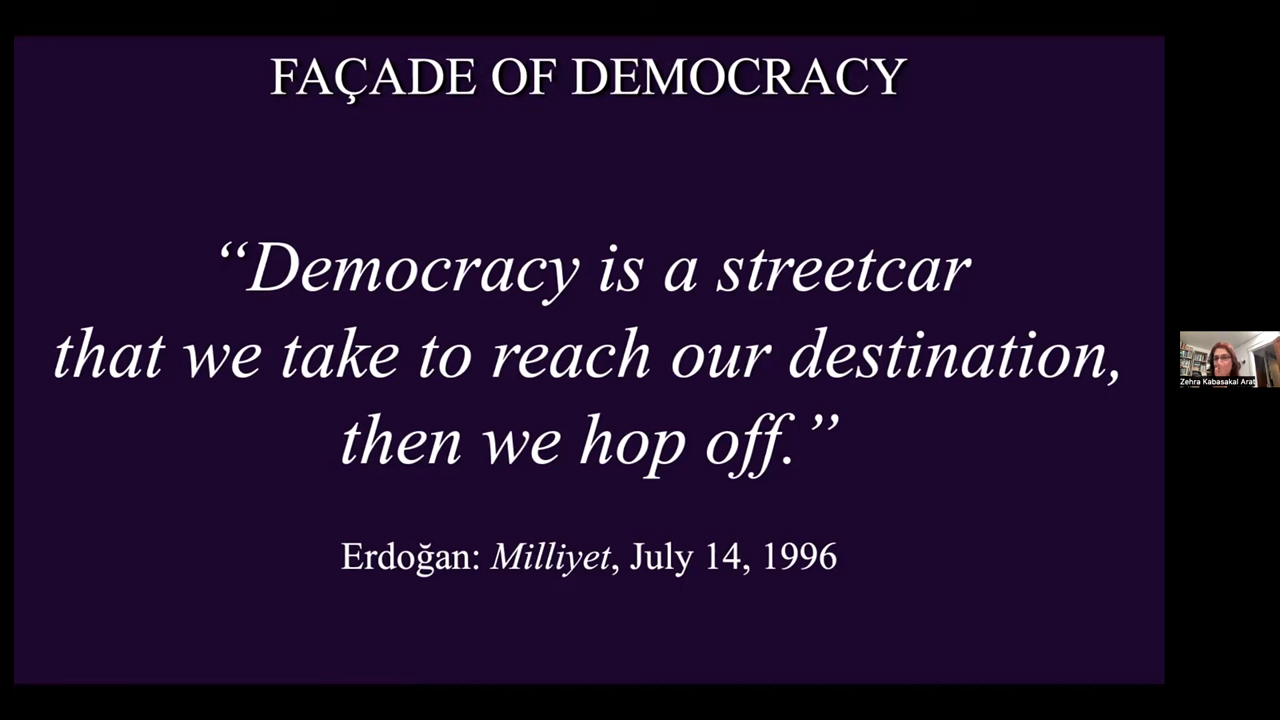 FAÇADE OF DEMOCRACY
“Democracy is a streetcar
that we take to reach our destination,
then we hop off.”
Erdoğan: Milliyet, July 14, 1996
Zehra Kabasakal Arat